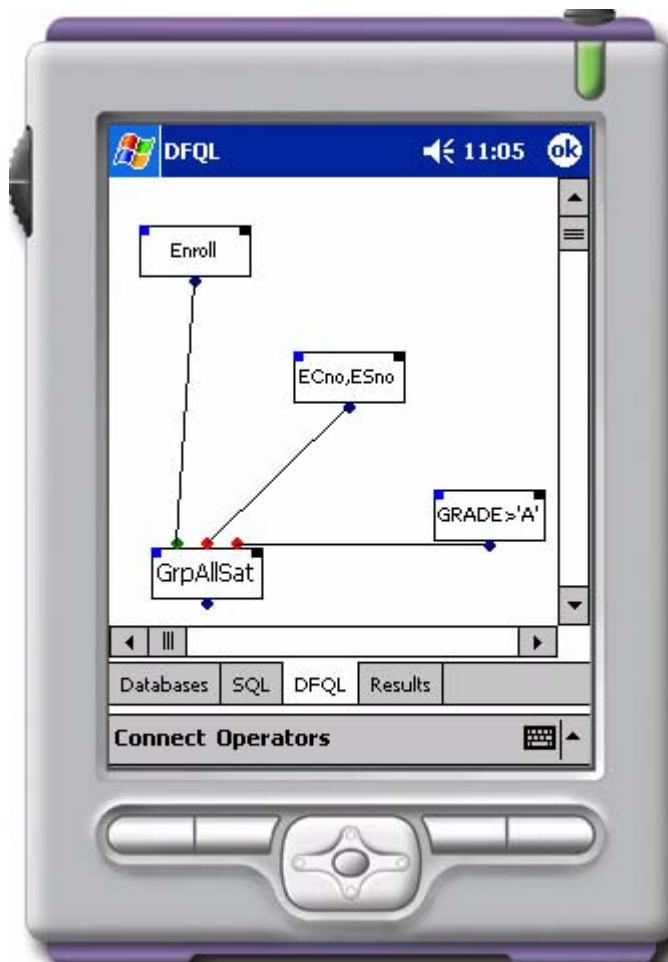 DFQL 11:05 ok
Enroll
ECno,ESno
GRADE>'A'
GrpAllSat
Databases SQL DFQL Results
Connect Operators